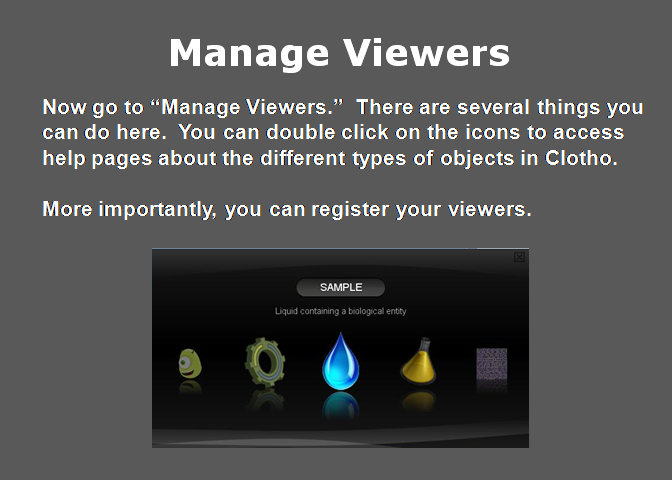 Manage Viewers
Now go to “Manage Viewers.”  There are several things you
can do here.  You can double click on the icons to access
help pages about the different types of objects in Clotho.
More importantly, you can register your viewers.
SAMPLE
Liquid containing a biological entity